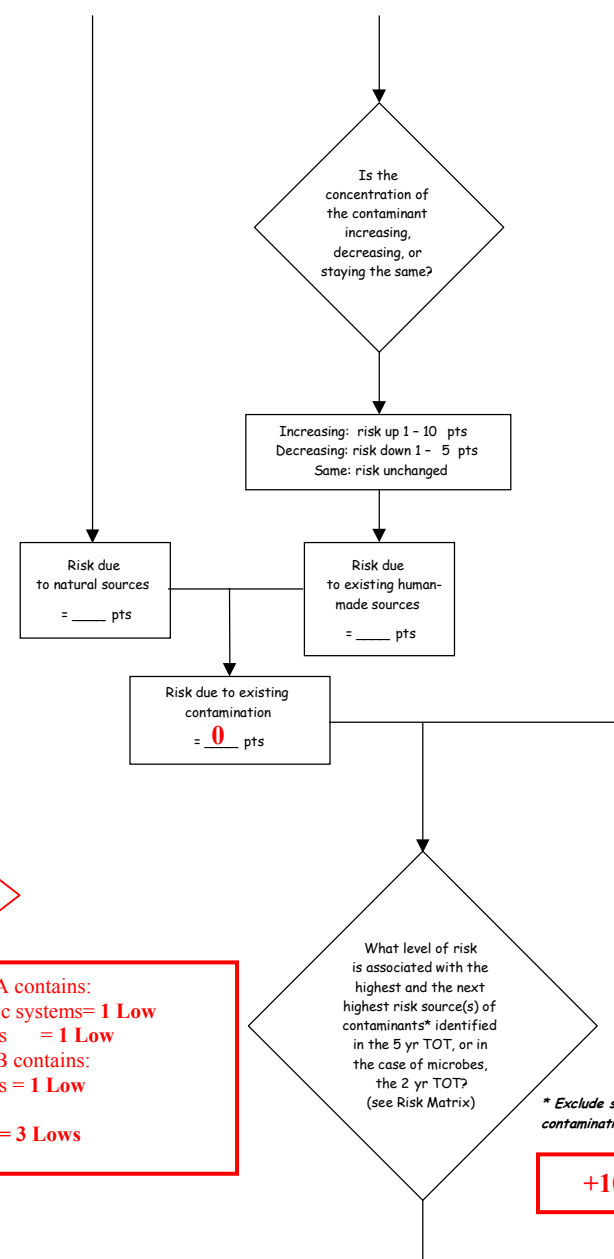 Is the
concentration of
the contaminant
increasing,
decreasing, or
staying the same?
Increasing: risk up 1 – 10 pts
Decreasing: risk down 1 – 5 pts
Same: risk unchanged
Risk due
to natural sources
= ____ pts
Risk due
to existing human-
made sources
= ____ pts
Risk due to existing
contamination
= 0 pts
A contains:
systems= 1 Low
= 1 Low
B contains:
= 1 Low
= 3 Lows
What level of risk
is associated with the
highest and the next
highest risk source(s) of
contaminants* identified
in the 5 yr TOT, or in
the case of microbes,
the 2 yr TOT?
(see Risk Matrix)
* Exclude